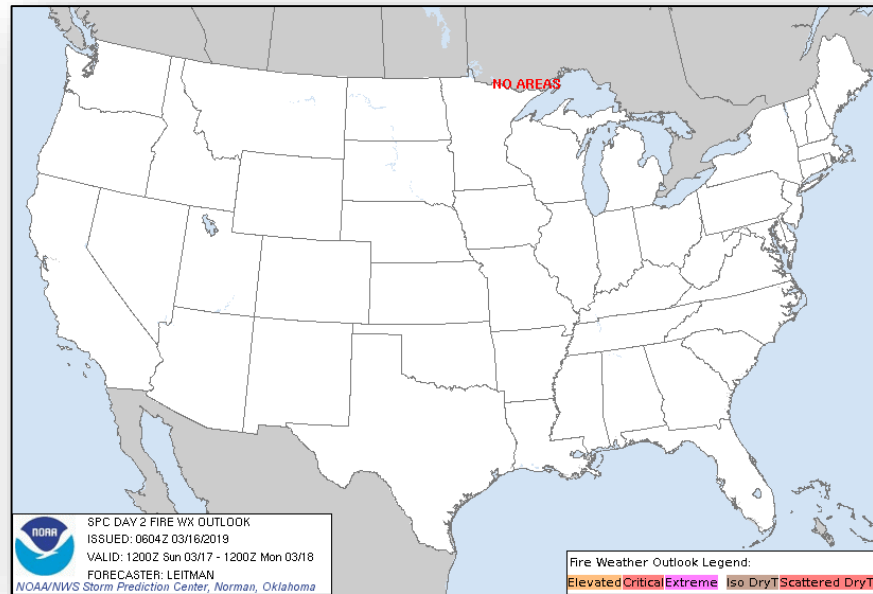 NO AREAS
NOAA
SPC DAY 2 FIRE WX OUTLOOK
ISSUED: 0604Z 03/16/2019
VALID: 1200Z Sun 03/17 - 1200Z Mon 03/18
FORECASTER: LEITMAN
NOAA/NWS Storm Prediction Center, Norman, Oklahoma
Fire Weather Outlook Legend:
Elevated Critical Extreme Iso DryT Scattered DryT